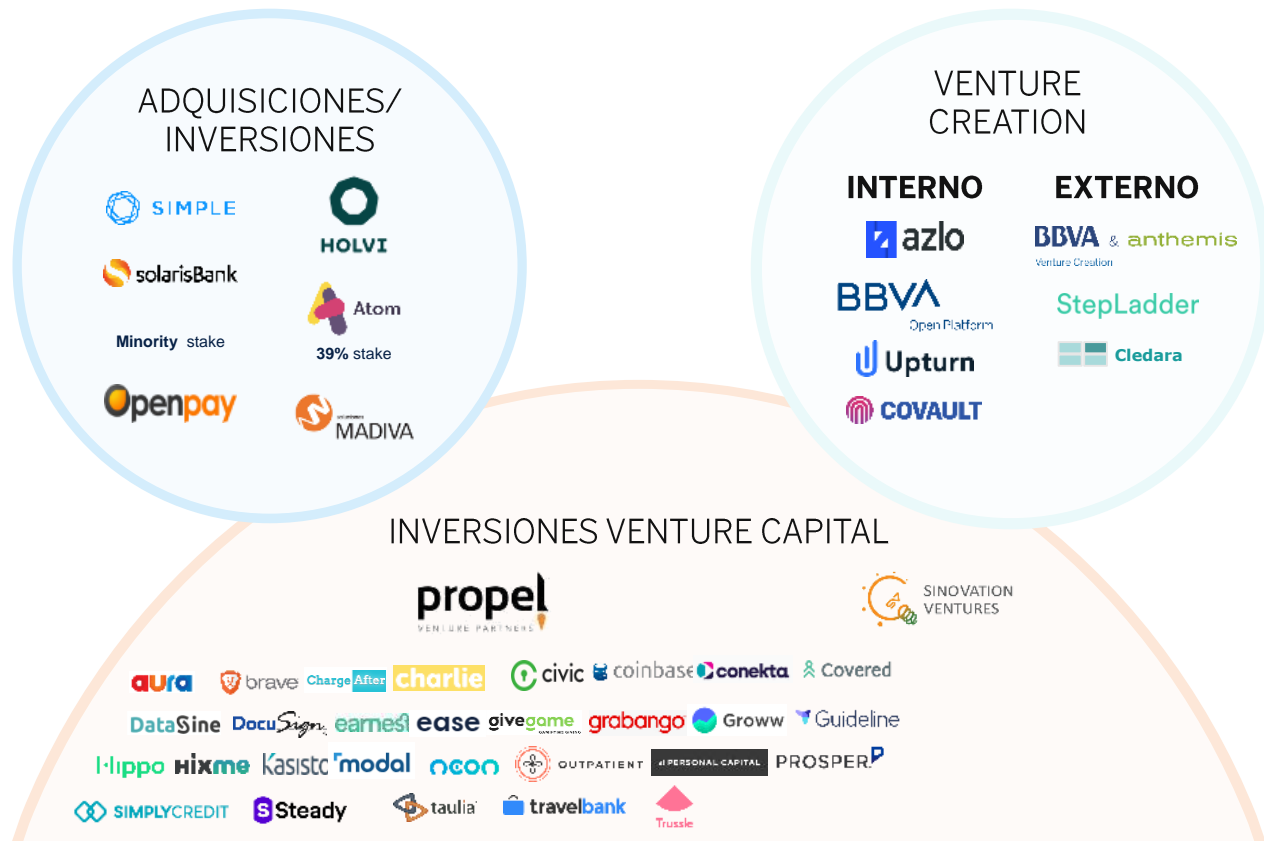 ADQUISICIONES/
INVERSIONES
SIMPLE
HOLVI
solarisBank
Atom
Minority stake
39% stake
Openpay
MADIVA
VENTURE
CREATION
INTERNO
EXTERNO
azlo
BBVA & anthemis
Venture Creation
BBVA
Open Platform
StepLadder
Upturn
Cledara
COVAULT
INVERSIONES VENTURE CAPITAL
propel
VENTURE PARTNERS
SINOVATION
VENTURES
aura brave ChargeAfter charlie civic coinbase conekta Covered
DataSine DocuSign earnest ease givegame grabango Groww Guideline
Hippo Hixme Kasisto modal neon OUTPATIENT PERSONAL CAPITAL PROSPER
SIMPLYCREDIT Steady taulia travelbank Trussle